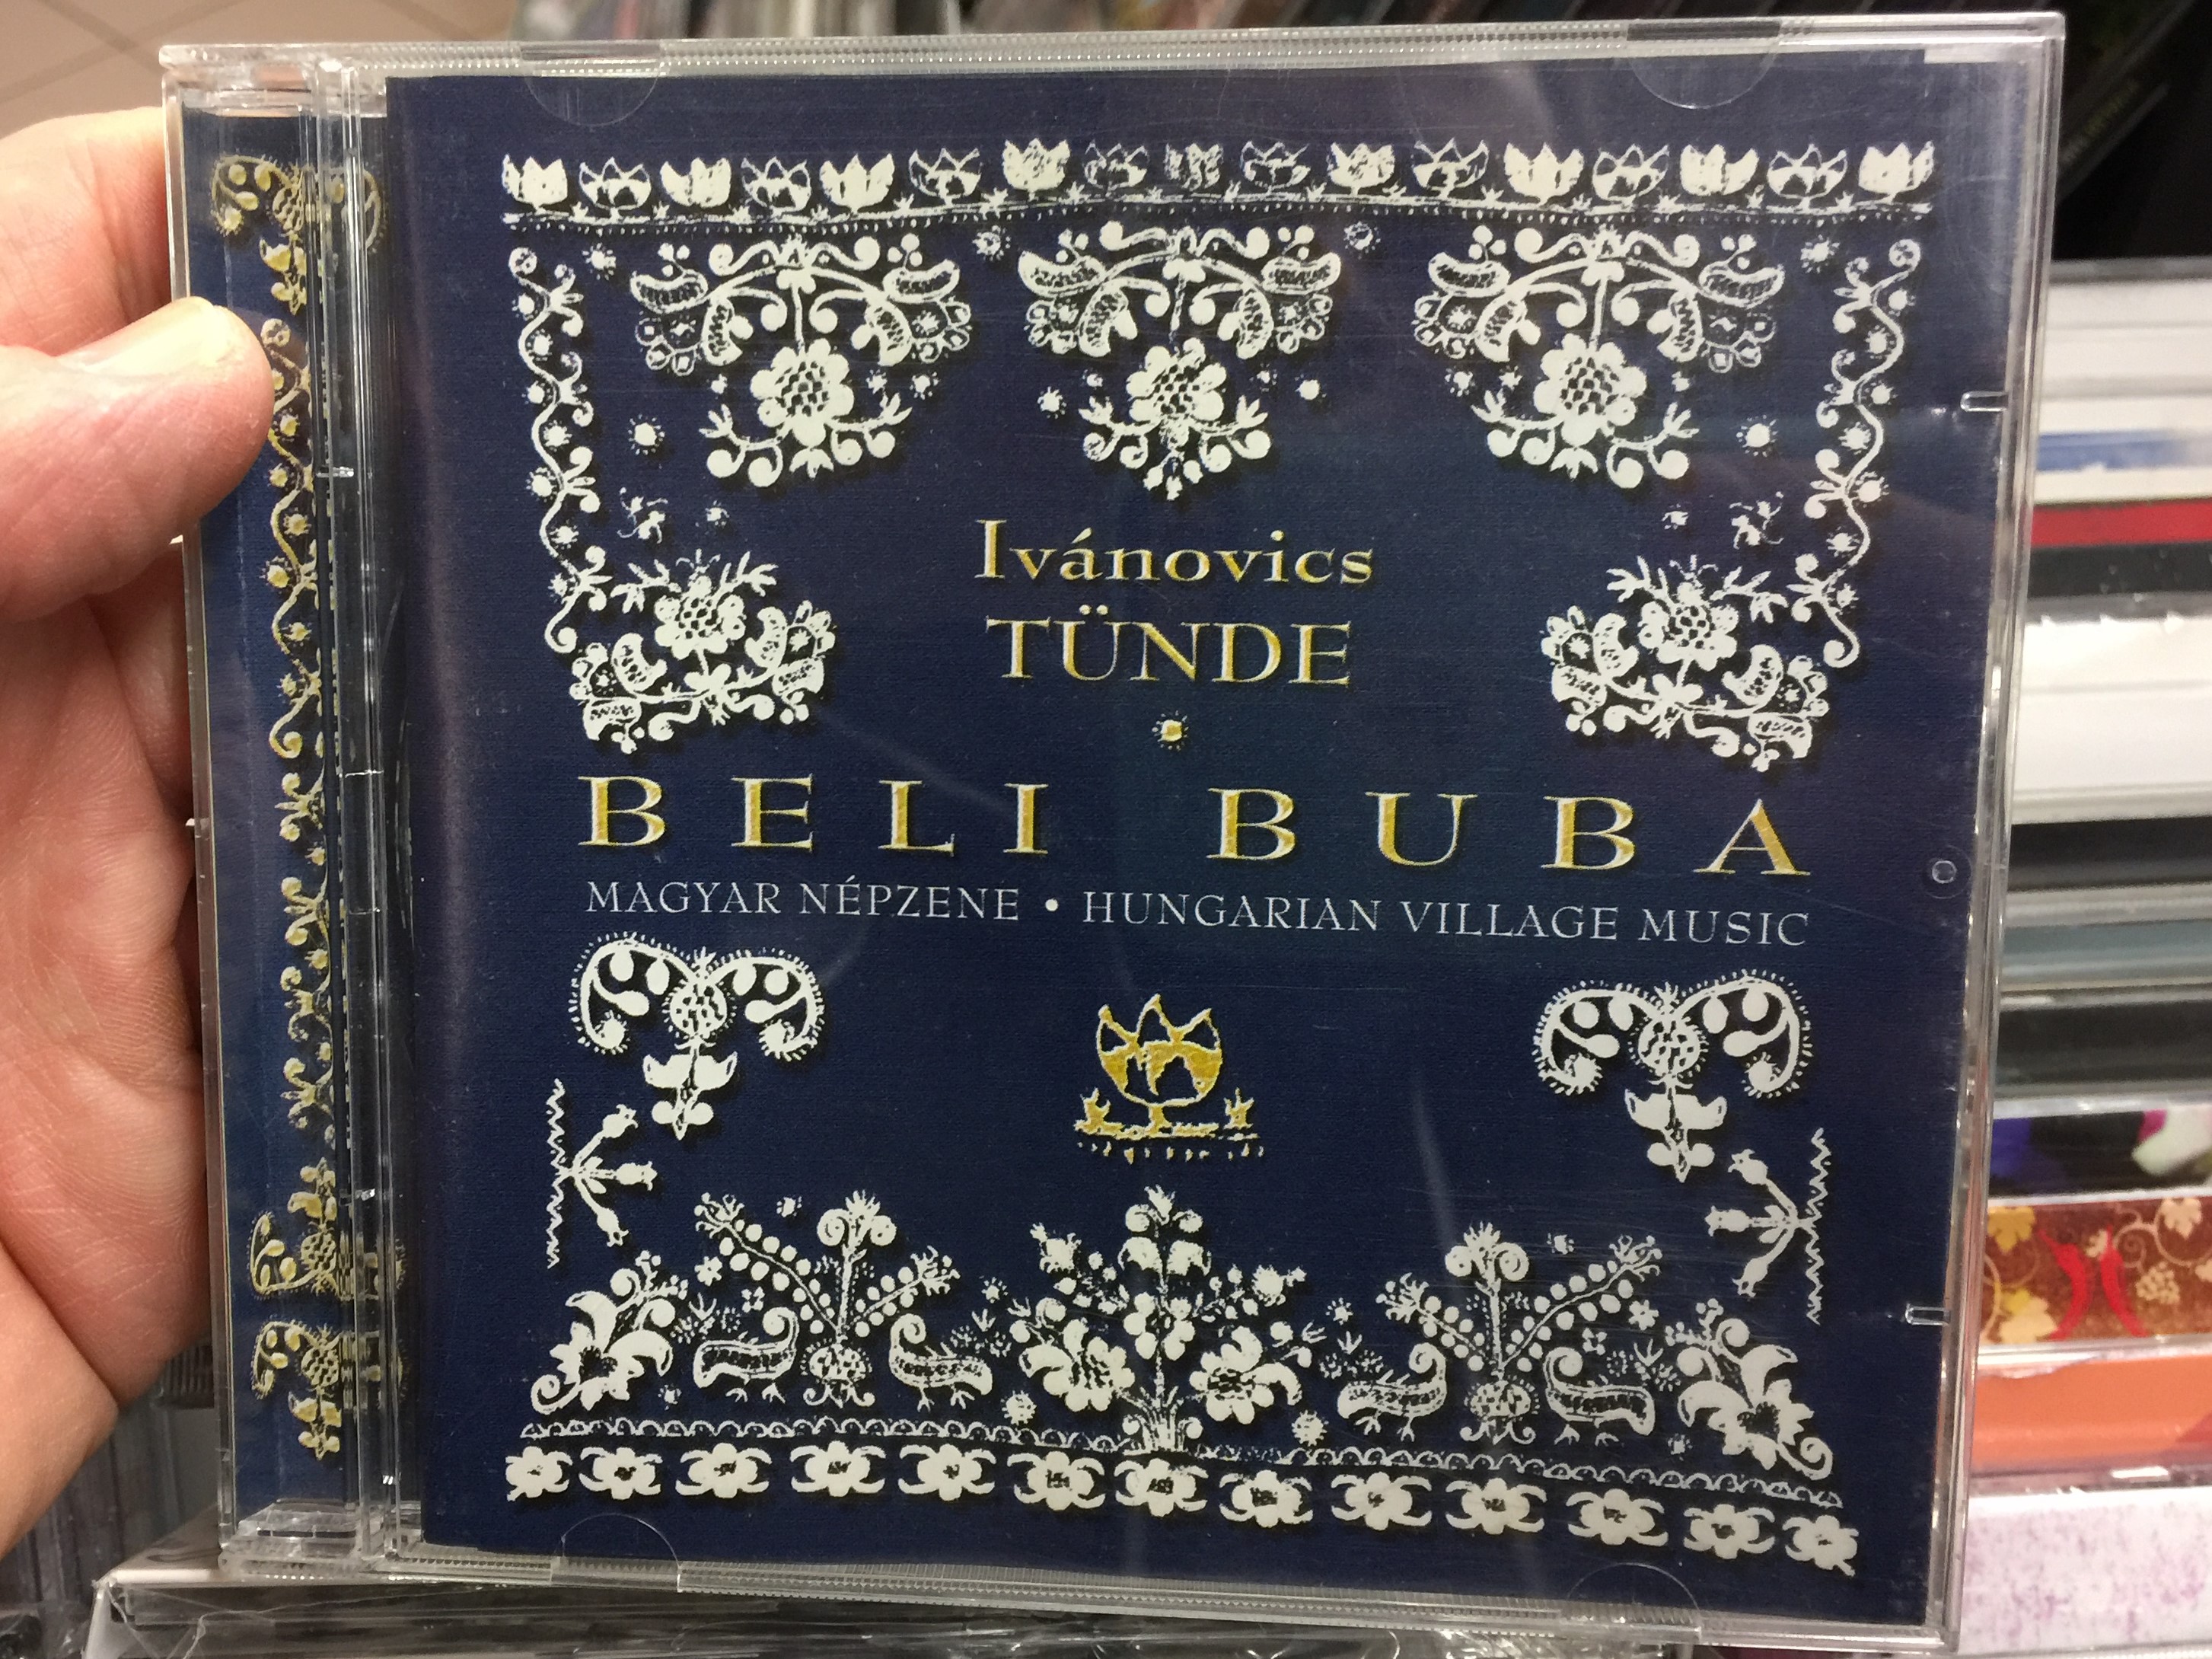 Ivánovics
TÜNDE
BELI BUBA
MAGYAR NÉPZENE • HUNGARIAN VILLAGE MUSIC